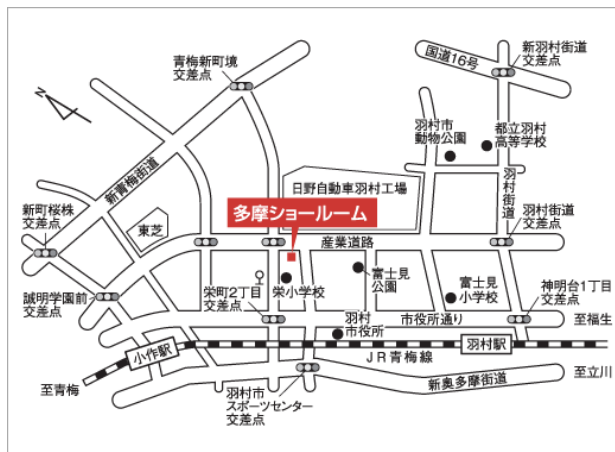 青梅新町境
交差点
国道16号
新羽村街道
交差点
N
羽村市
動物公園
都立羽村
高等学校
新青梅街道
日野自動車羽村工場
羽村街道
新町桜株
交差点
東芝
多摩ショールーム
産業道路
羽村街道
交差点
誠明学園前
交差点
栄町2丁目
交差点
栄小学校
富士見
公園
富士見
小学校
神明台1丁目
交差点
羽村
市役所
市役所通り
至福生
小作駅
JR青梅線
羽村駅
至青梅
羽村市
スポーツセンター
交差点
新奥多摩街道
至立川